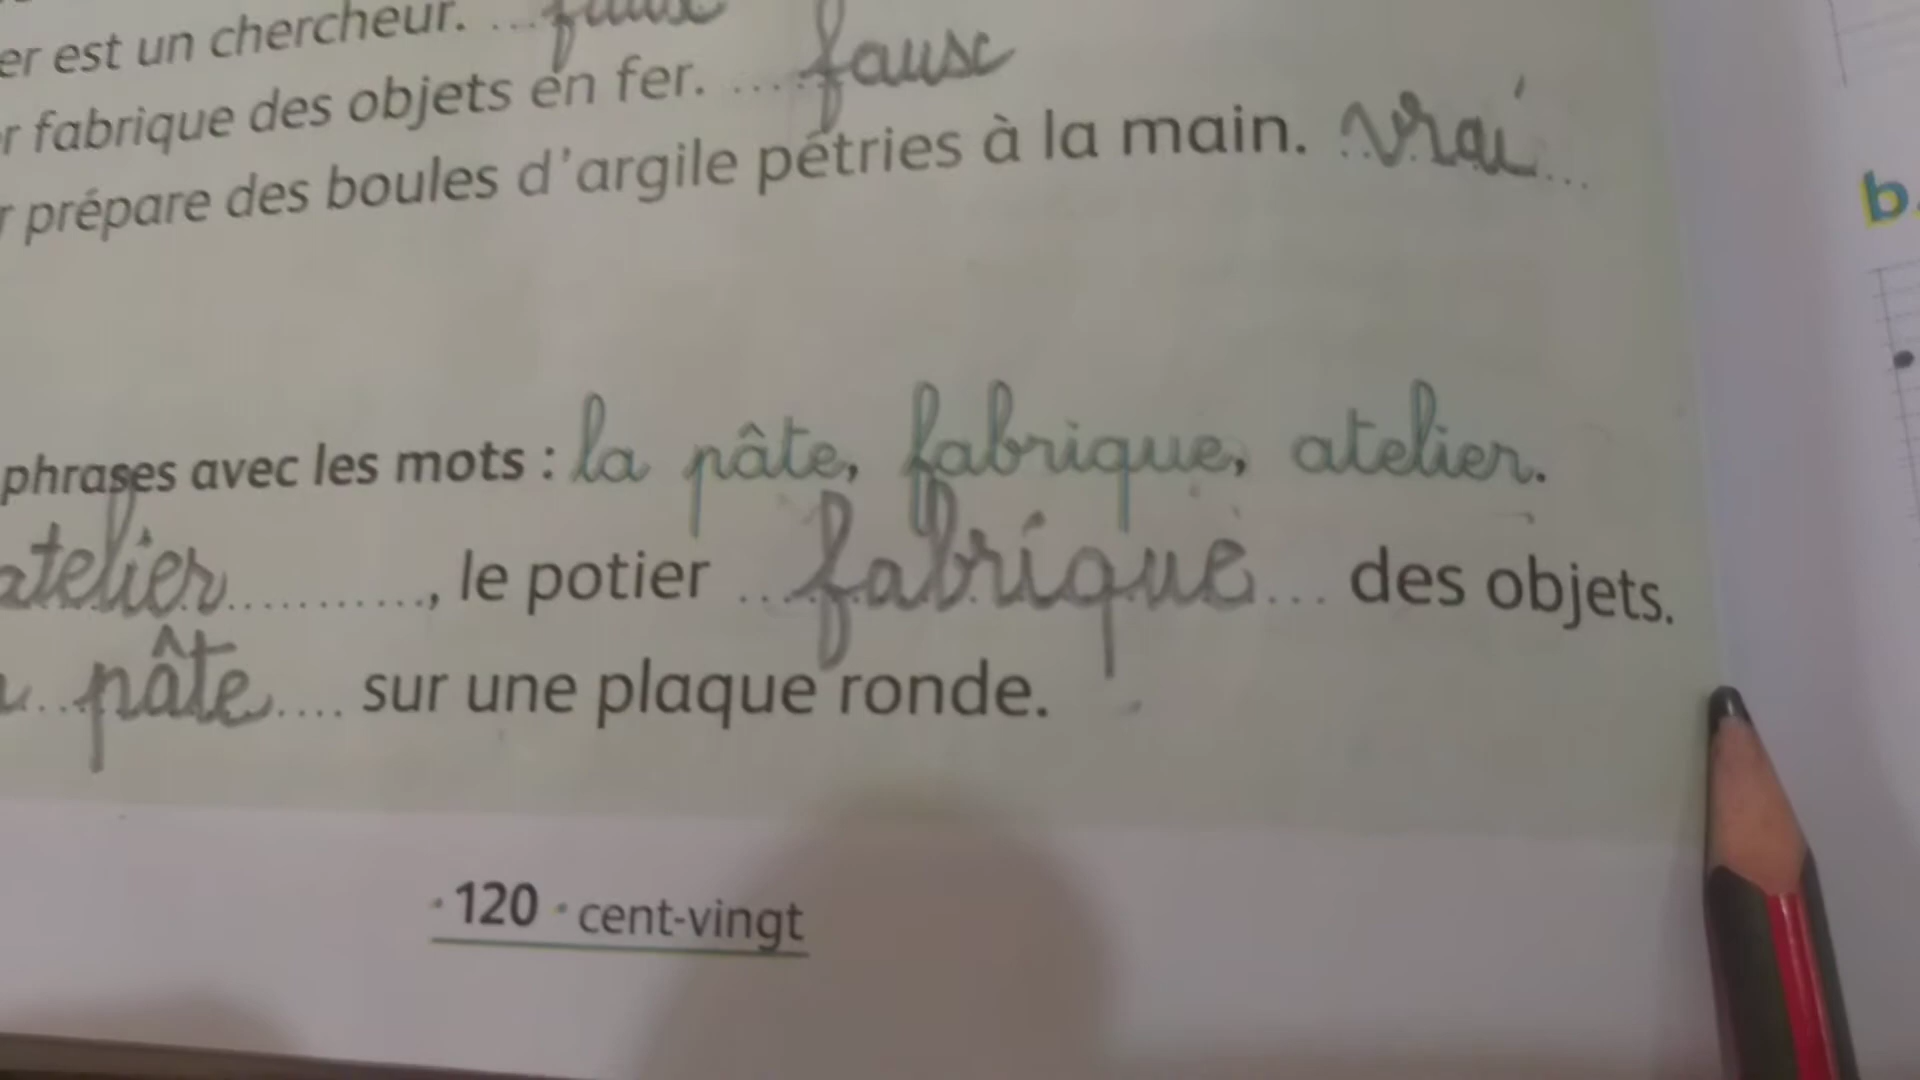 er est un chercheur. ...
r fabrique des objets en fer. .... fause
r prépare des boules d'argile pétries à la main. vrai...
b.
phrases avec les mots : la pâte, fabrique, atelier.
atelier............, le potier ...fabrique... des objets.
..pâte.... sur une plaque ronde.
· 120 · cent-vingt